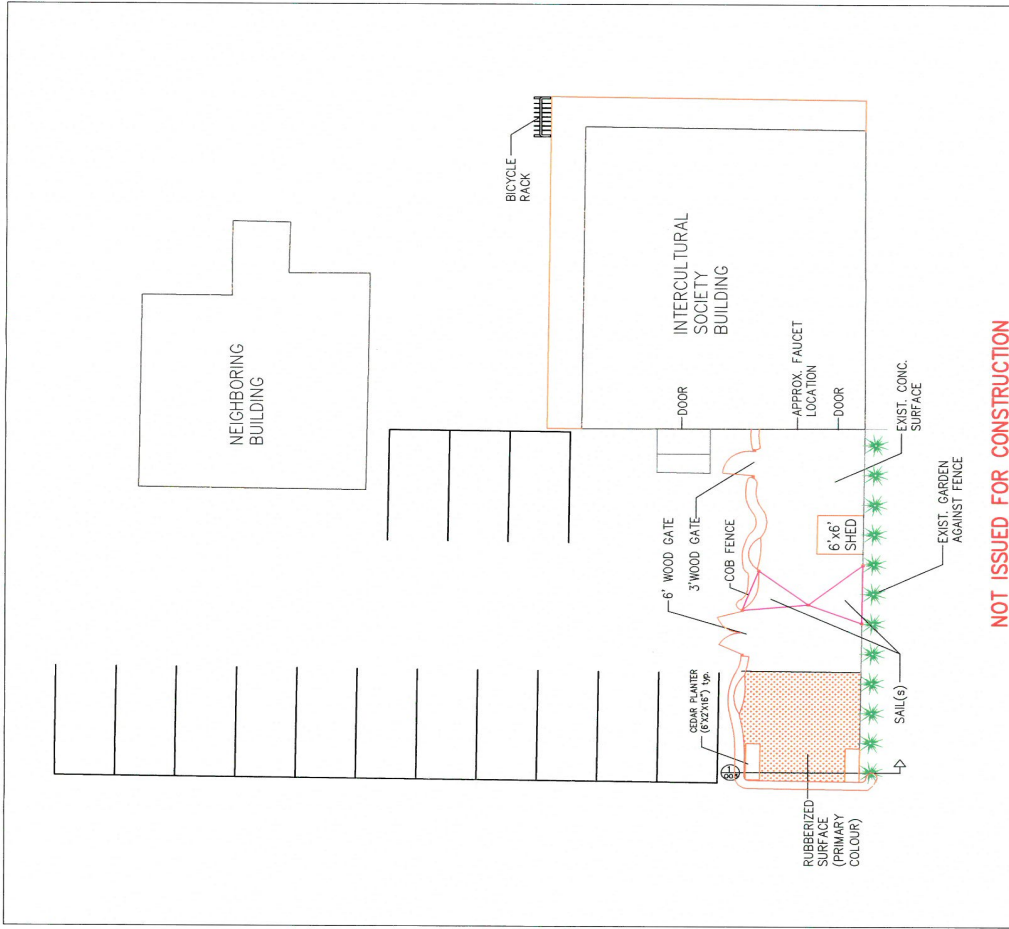 BICYCLE
RACK
NEIGHBORING
BUILDING
INTERCULTURAL
SOCIETY
BUILDING
DOOR
APPROX. FAUCET
LOCATION
DOOR
EXIST. CONC.
SURFACE
6' WOOD GATE
3' WOOD GATE
COB FENCE
6'x6'
SHED
EXIST. GARDEN
AGAINST FENCE
CEDAR PLANTER
(6'X2'X16") typ.
SAIL(s)
1
RUBBERIZED
SURFACE
(PRIMARY
COLOUR)
NOT ISSUED FOR CONSTRUCTION